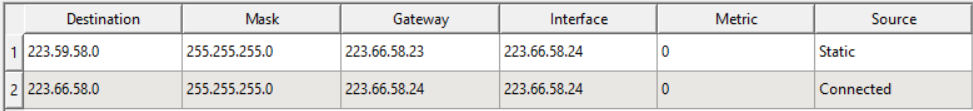 Destination Mask Gateway Interface Metric Source
1 223.59.58.0 255.255.255.0 223.66.58.23 223.66.58.24 0 Static
2 223.66.58.0 255.255.255.0 223.66.58.24 223.66.58.24 0 Connected